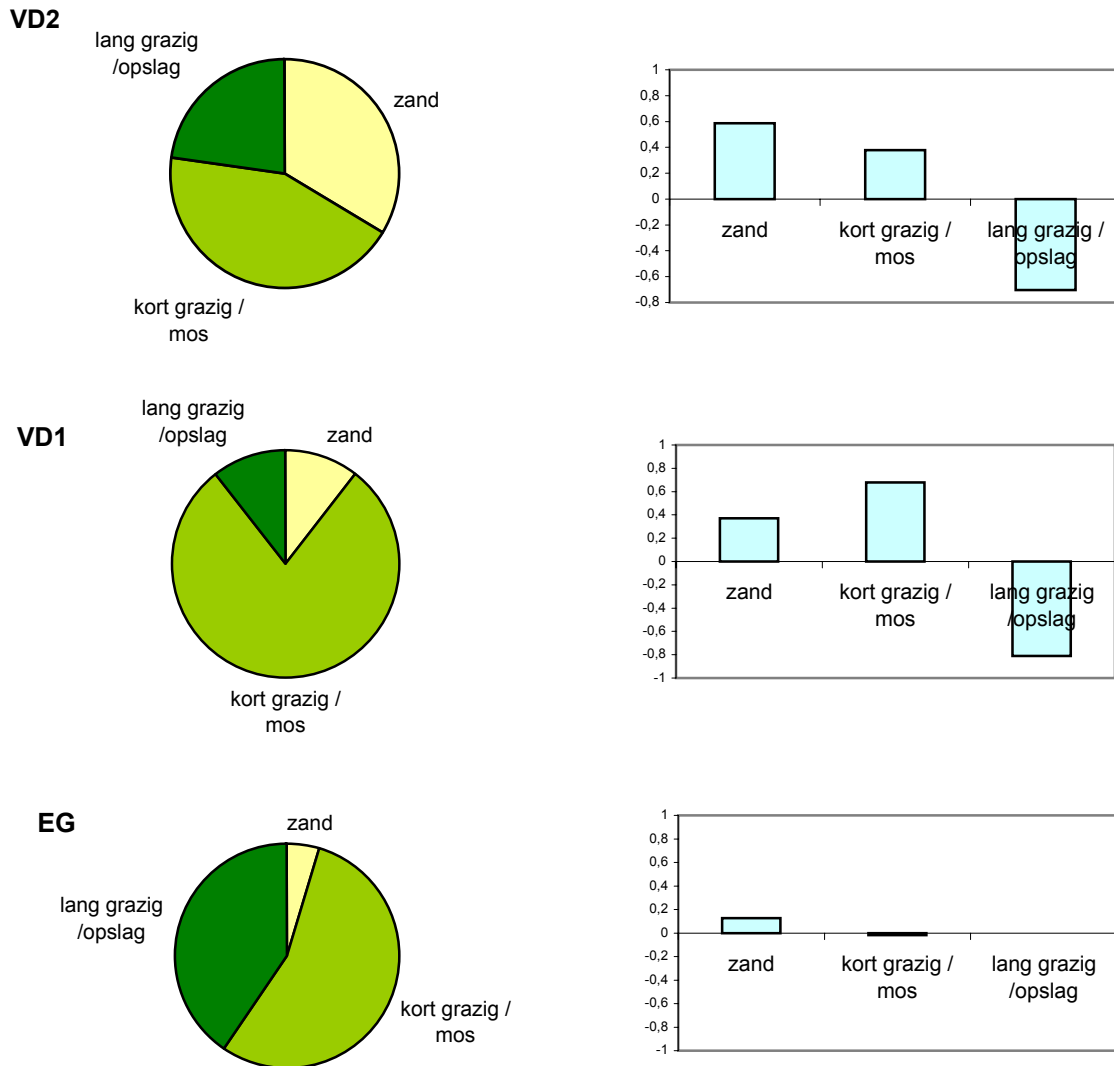 VD2
lang grazig
/opslag
zand
kort grazig /
mos
1
0,8
0,6
0,4
0,2
0
-0,2
-0,4
-0,6
-0,8
zand
kort grazig /
mos
lang grazig /
opslag
VD1
lang grazig
/opslag
zand
kort grazig /
mos
1
0,8
0,6
0,4
0,2
0
-0,2
-0,4
-0,6
-0,8
-1
zand
kort grazig /
mos
lang grazig
/opslag
EG
zand
lang grazig
/opslag
kort grazig /
mos
1
0,8
0,6
0,4
0,2
0
-0,2
-0,4
-0,6
-0,8
-1
zand
kort grazig /
mos
lang grazig
/opslag